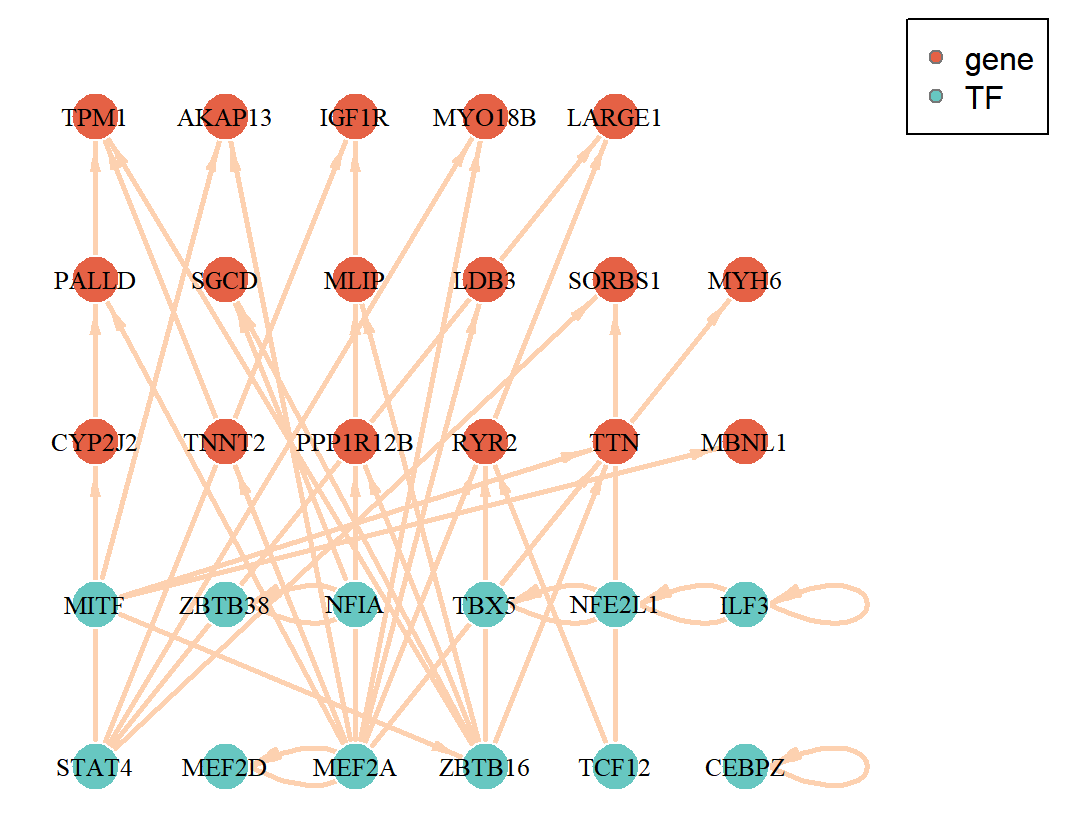 gene
TF
TPM1 AKAP13 IGF1R MYO18B LARGE1
PALLD SGCD MLIP LDB3 SORBS1 MYH6
CYP2J2 TNNT2 PPP1R12B RYR2 TTN MBNL1
MITF ZBTB38 NFIA TBX5 NFE2L1 ILF3
STAT4 MEF2D MEF2A ZBTB16 TCF12 CEBPZ